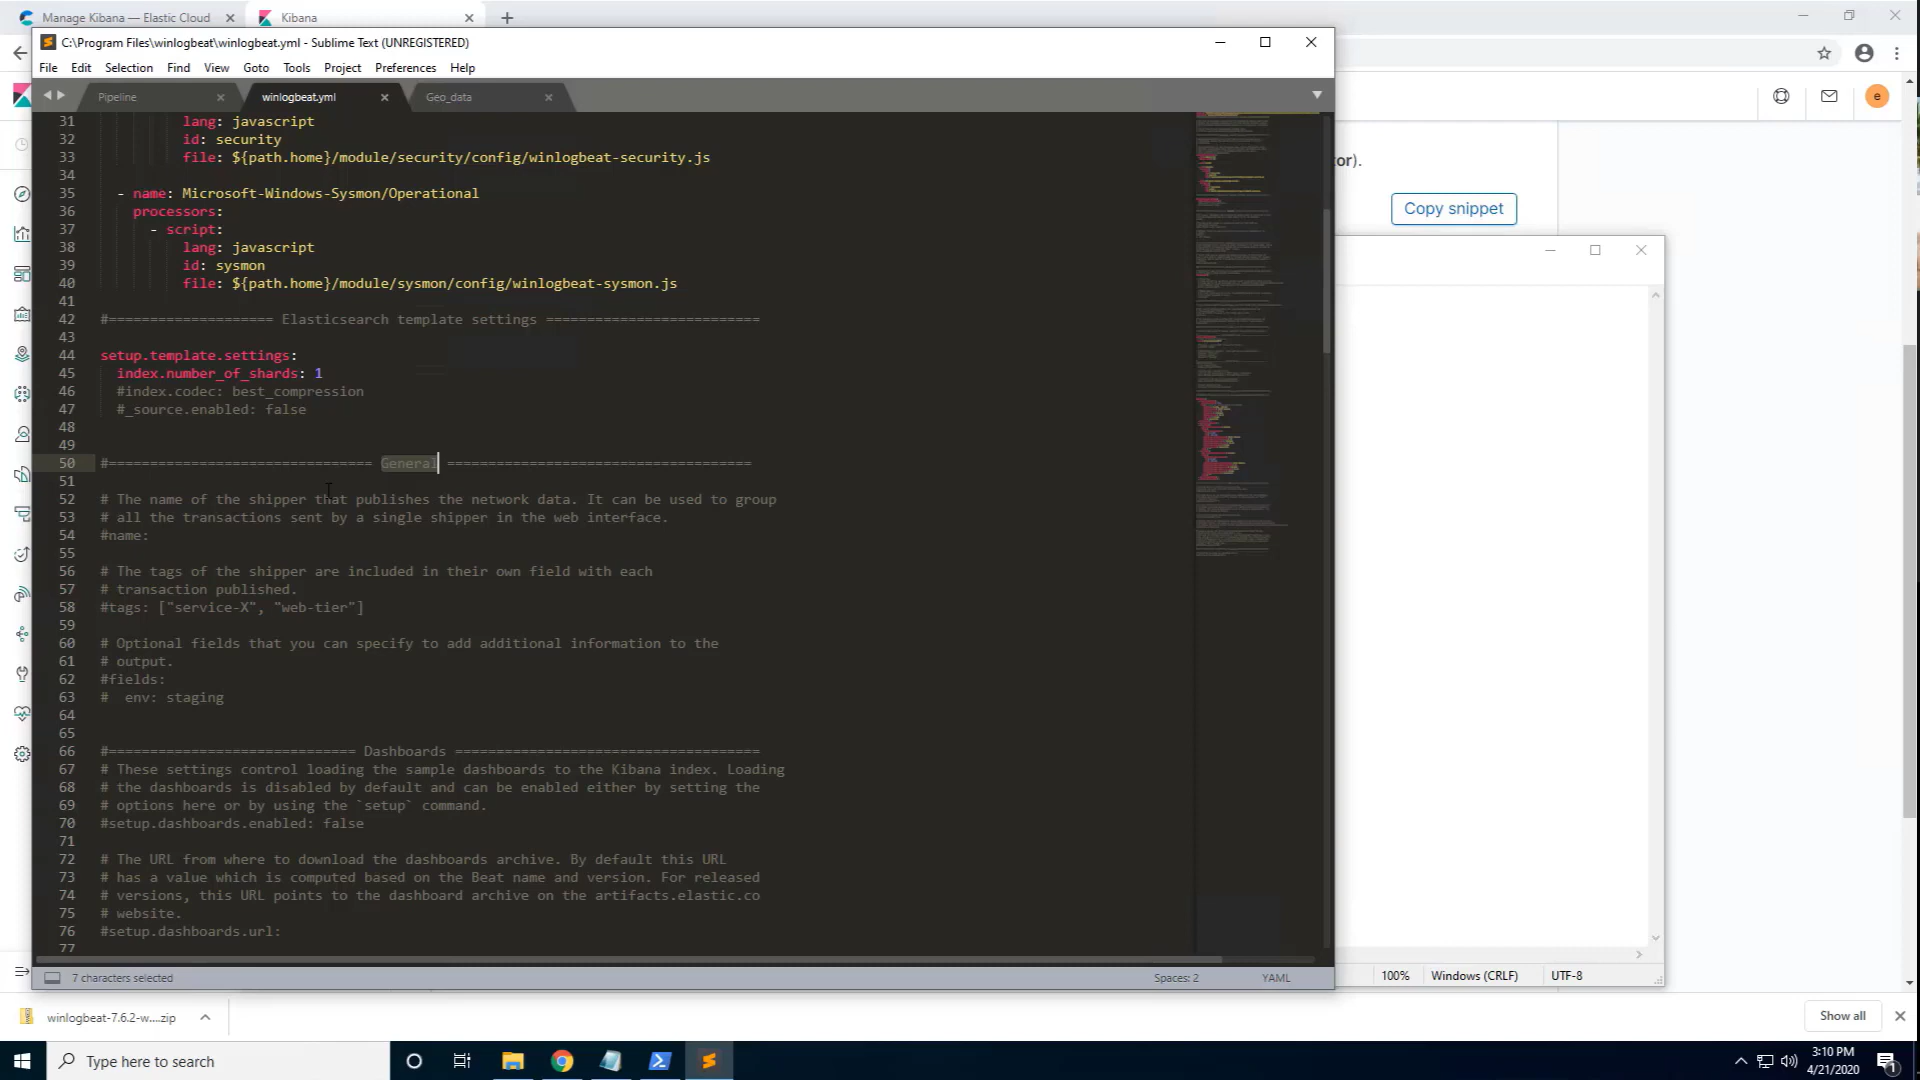 Manage Kibana — Elastic Cloud
Kibana
C:\Program Files\winlogbeat\winlogbeat.yml - Sublime Text (UNREGISTERED)
File Edit Selection Find View Goto Tools Project Preferences Help
Pipeline
winlogbeat.yml
Geo_data
e
31 lang: javascript
32 id: security
33 file: ${path.home}/module/security/config/winlogbeat-security.js
34
35 - name: Microsoft-Windows-Sysmon/Operational
36 processors:
37 - script:
38 lang: javascript
39 id: sysmon
40 file: ${path.home}/module/sysmon/config/winlogbeat-sysmon.js
41
42 #==================== Elasticsearch template settings ==========================
43
44 setup.template.settings:
45 index.number_of_shards: 1
46 #index.codec: best_compression
47 #_source.enabled: false
48
49
50 #================================ General =====================================
51
52 # The name of the shipper that publishes the network data. It can be used to group
53 # all the transactions sent by a single shipper in the web interface.
54 #name:
55
56 # The tags of the shipper are included in their own field with each
57 # transaction published.
58 #tags: ["service-X", "web-tier"]
59
60 # Optional fields that you can specify to add additional information to the
61 # output.
62 #fields:
63 #  env: staging
64
65
66 #============================== Dashboards =====================================
67 # These settings control loading the sample dashboards to the Kibana index. Loading
68 # the dashboards is disabled by default and can be enabled either by setting the
69 # options here or by using the `setup` command.
70 #setup.dashboards.enabled: false
71
72 # The URL from where to download the dashboards archive. By default this URL
73 # has a value which is computed based on the Beat name and version. For released
74 # versions, this URL points to the dashboard archive on the artifacts.elastic.co
75 # website.
76 #setup.dashboards.url:
77
7 characters selected
Spaces: 2
YAML
or).
Copy snippet
100%
Windows (CRLF)
UTF-8
winlogbeat-7.6.2-w....zip
Show all
Type here to search
3:10 PM
4/21/2020
1